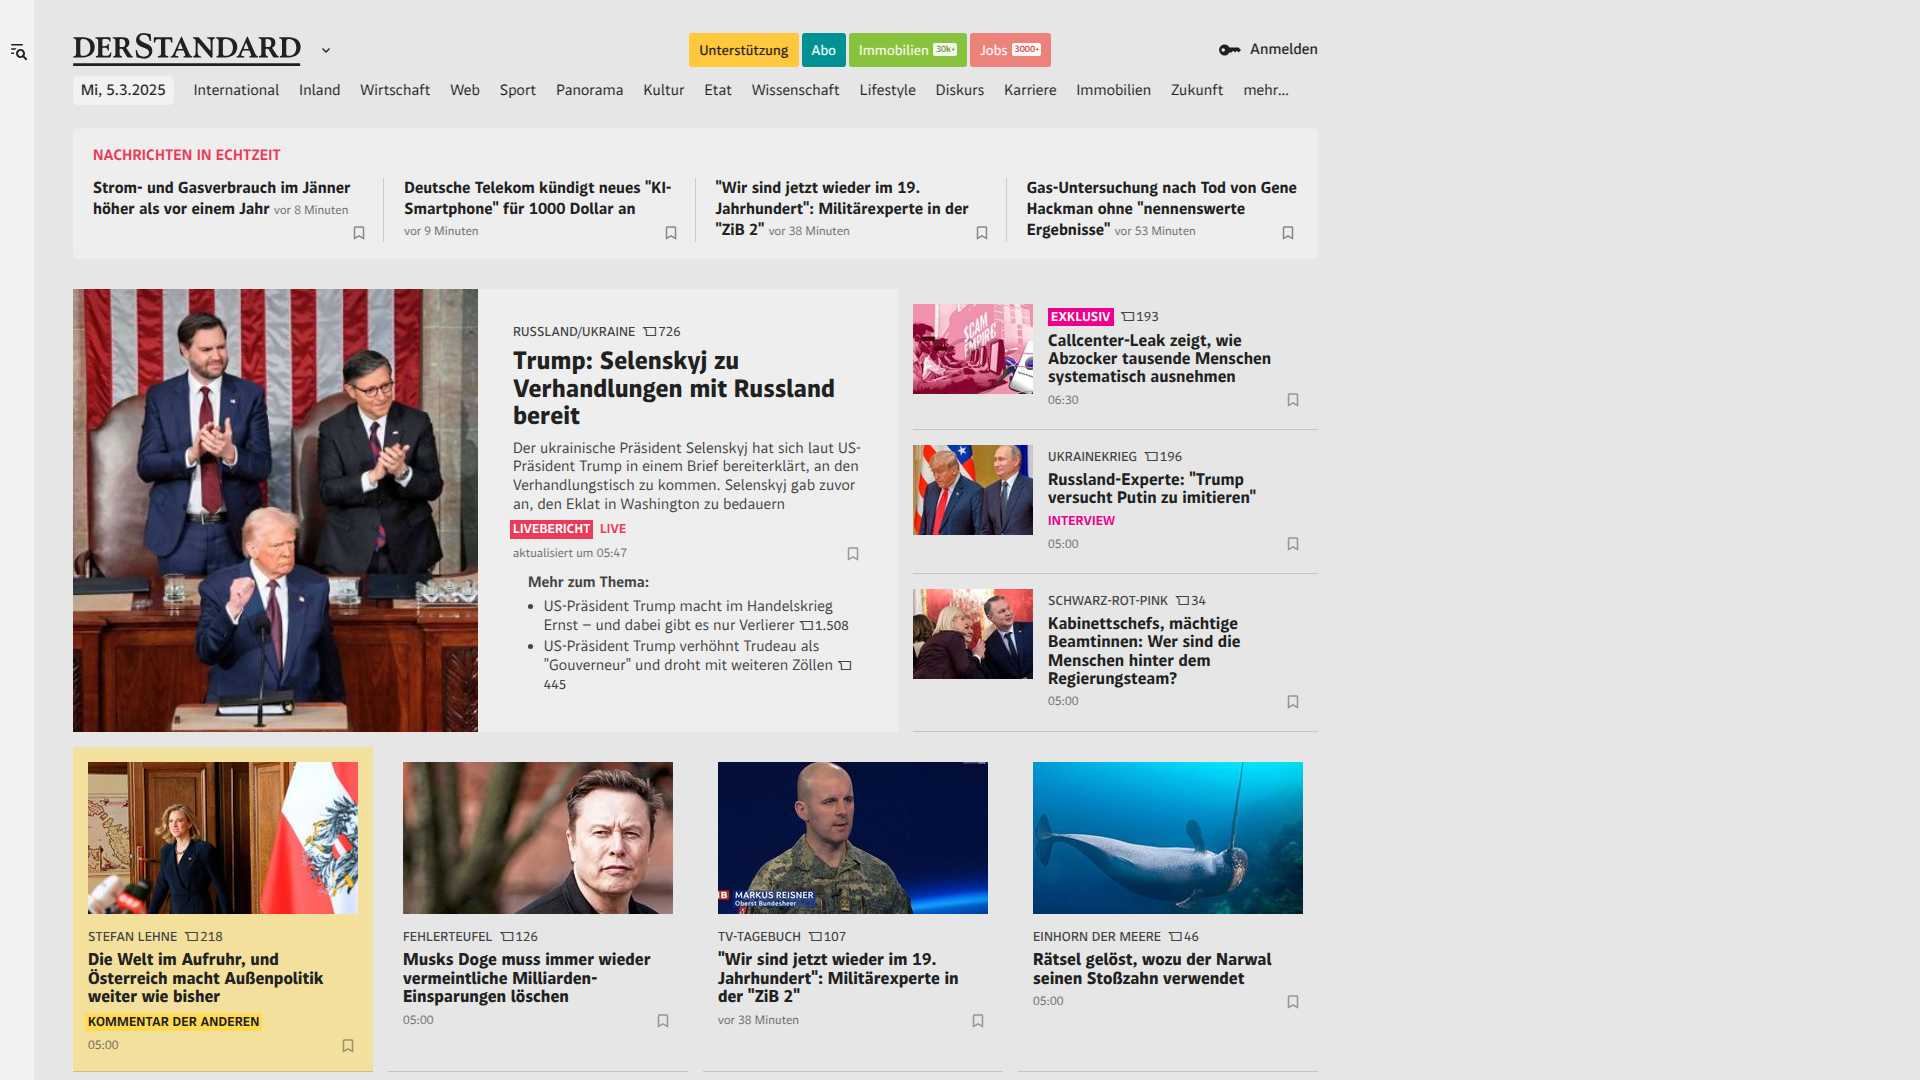 DERSTANDARD
Unterstützung
Abo
Immobilien 30k+
Jobs 3000+
Anmelden
Mi, 5.3.2025
International
Inland
Wirtschaft
Web
Sport
Panorama
Kultur
Etat
Wissenschaft
Lifestyle
Diskurs
Karriere
Immobilien
Zukunft
mehr...
NACHRICHTEN IN ECHTZEIT
Strom- und Gasverbrauch im Jänner
höher als vor einem Jahr vor 8 Minuten
Deutsche Telekom kündigt neues "KI-
Smartphone" für 1000 Dollar an
vor 9 Minuten
"Wir sind jetzt wieder im 19.
Jahrhundert": Militärexperte in der
"ZiB 2" vor 38 Minuten
Gas-Untersuchung nach Tod von Gene
Hackman ohne "nennenswerte
Ergebnisse" vor 53 Minuten
RUSSLAND/UKRAINE 726
Trump: Selenskyj zu
Verhandlungen mit Russland
bereit
Der ukrainische Präsident Selenskyj hat sich laut US-
Präsident Trump in einem Brief bereiterklärt, an den
Verhandlungstisch zu kommen. Selenskyj gab zuvor
an, den Eklat in Washington zu bedauern
LIVEBERICHT LIVE
aktualisiert um 05:47
Mehr zum Thema:
• US-Präsident Trump macht im Handelskrieg
Ernst – und dabei gibt es nur Verlierer 1.508
• US-Präsident Trump verhöhnt Trudeau als
"Gouverneur" und droht mit weiteren Zöllen
445
SCAM
EMPIRE
EXKLUSIV 193
Callcenter-Leak zeigt, wie
Abzocker tausende Menschen
systematisch ausnehmen
06:30
UKRAINEKRIEG 196
Russland-Experte: "Trump
versucht Putin zu imitieren"
INTERVIEW
05:00
SCHWARZ-ROT-PINK 34
Kabinettschefs, mächtige
Beamtinnen: Wer sind die
Menschen hinter dem
Regierungsteam?
05:00
STEFAN LEHNE 218
Die Welt im Aufruhr, und
Österreich macht Außenpolitik
weiter wie bisher
KOMMENTAR DER ANDEREN
05:00
FEHLERTEUFEL 126
Musks Doge muss immer wieder
vermeintliche Milliarden-
Einsparungen löschen
05:00
MARKUS REISNER
Oberst Bundesheer
TV-TAGEBUCH 107
"Wir sind jetzt wieder im 19.
Jahrhundert": Militärexperte in
der "ZiB 2"
vor 38 Minuten
EINHORN DER MEERE 46
Rätsel gelöst, wozu der Narwal
seinen Stoßzahn verwendet
05:00